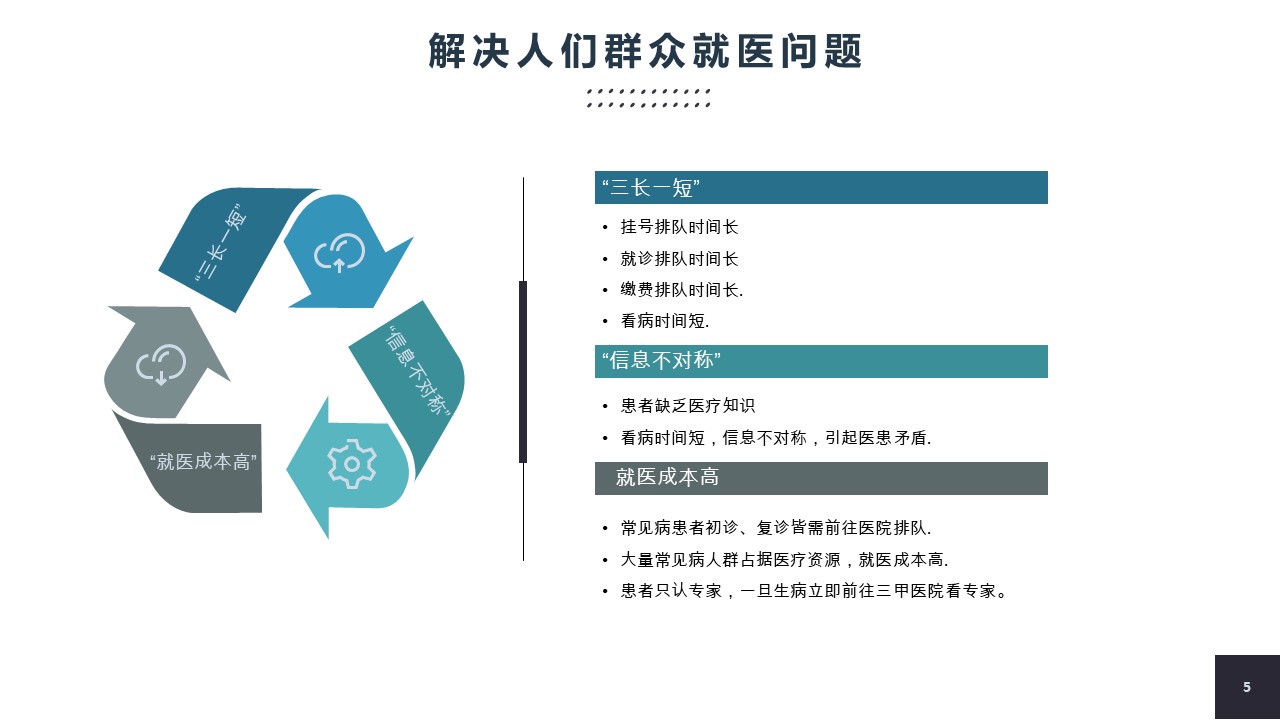 解决人们群众就医问题
“三长一短”
“信息不对称”
“就医成本高”
“三长一短”
• 挂号排队时间长
• 就诊排队时间长
• 缴费排队时间长.
• 看病时间短.
“信息不对称”
• 患者缺乏医疗知识
• 看病时间短，信息不对称，引起医患矛盾.
就医成本高
• 常见病患者初诊、复诊皆需前往医院排队.
• 大量常见病人群占据医疗资源，就医成本高.
• 患者只认专家，一旦生病立即前往三甲医院看专家。
5